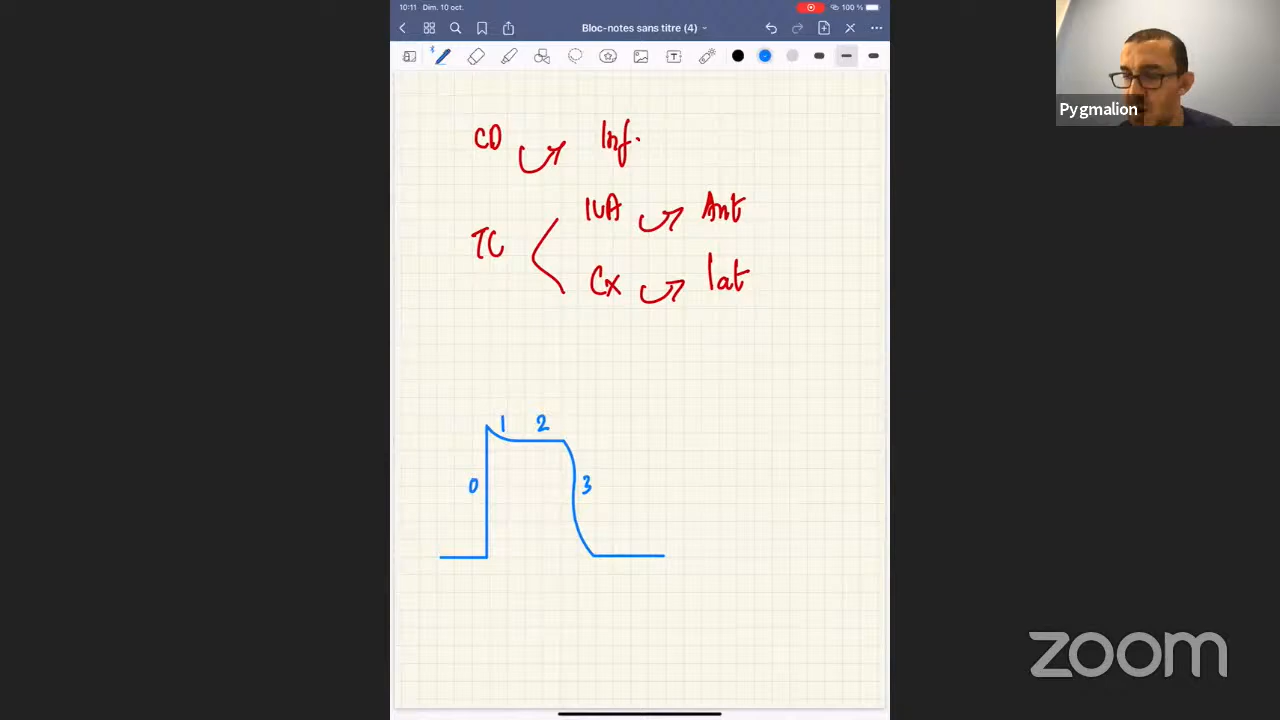 10:11 Dim. 10 oct. 100 %
Bloc-notes sans titre (4)
Pygmalion
CD Inf.
IVA Ant
TC
Cx lat
1 2
0 3
zoom